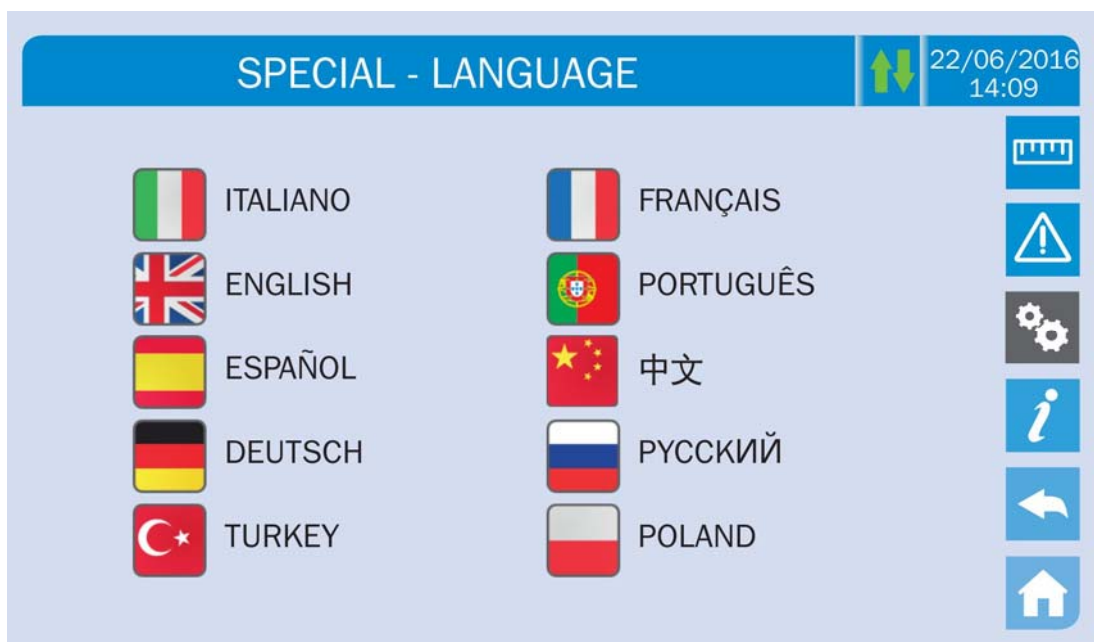 SPECIAL - LANGUAGE
22/06/2016
14:09
ITALIANO
FRANÇAIS
ENGLISH
PORTUGUÊS
ESPAÑOL
中文
DEUTSCH
РУССКИЙ
TURKEY
POLAND